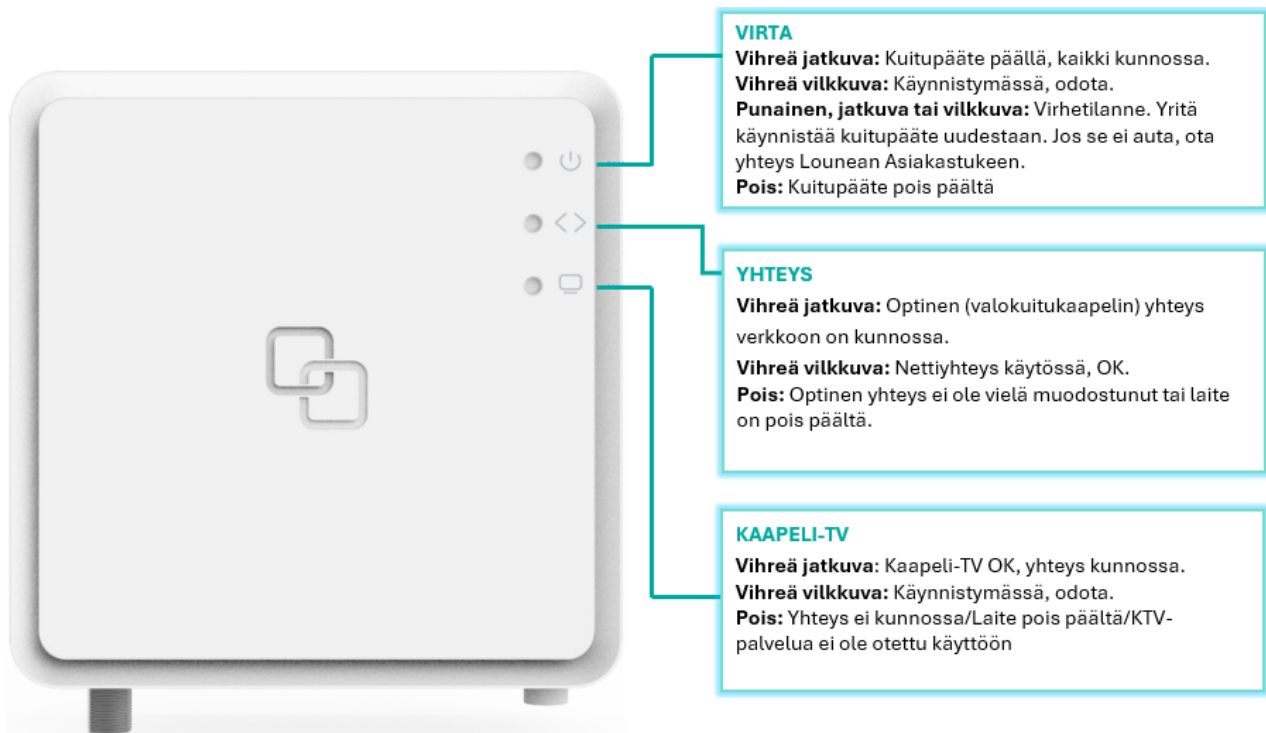 VIRTA
Vihreä jatkuva: Kuitupääte päällä, kaikki kunnossa.
Vihreä vilkkuva: Käynnistymässä, odota.
Punainen, jatkuva tai vilkkuva: Virhetilanne. Yritä
käynnistää kuitupääte uudestaan. Jos se ei auta, ota
yhteys Lounean Asiakastukeen.
Pois: Kuitupääte pois päältä
YHTEYS
Vihreä jatkuva: Optinen (valokuitukaapelin) yhteys
verkkoon on kunnossa.
Vihreä vilkkuva: Nettiyhteys käytössä, OK.
Pois: Optinen yhteys ei ole vielä muodostunut tai laite
on pois päältä.
KAAPELI-TV
Vihreä jatkuva: Kaapeli-TV OK, yhteys kunnossa.
Vihreä vilkkuva: Käynnistymässä, odota.
Pois: Yhteys ei kunnossa/Laite pois päältä/KTV-
palvelua ei ole otettu käyttöön